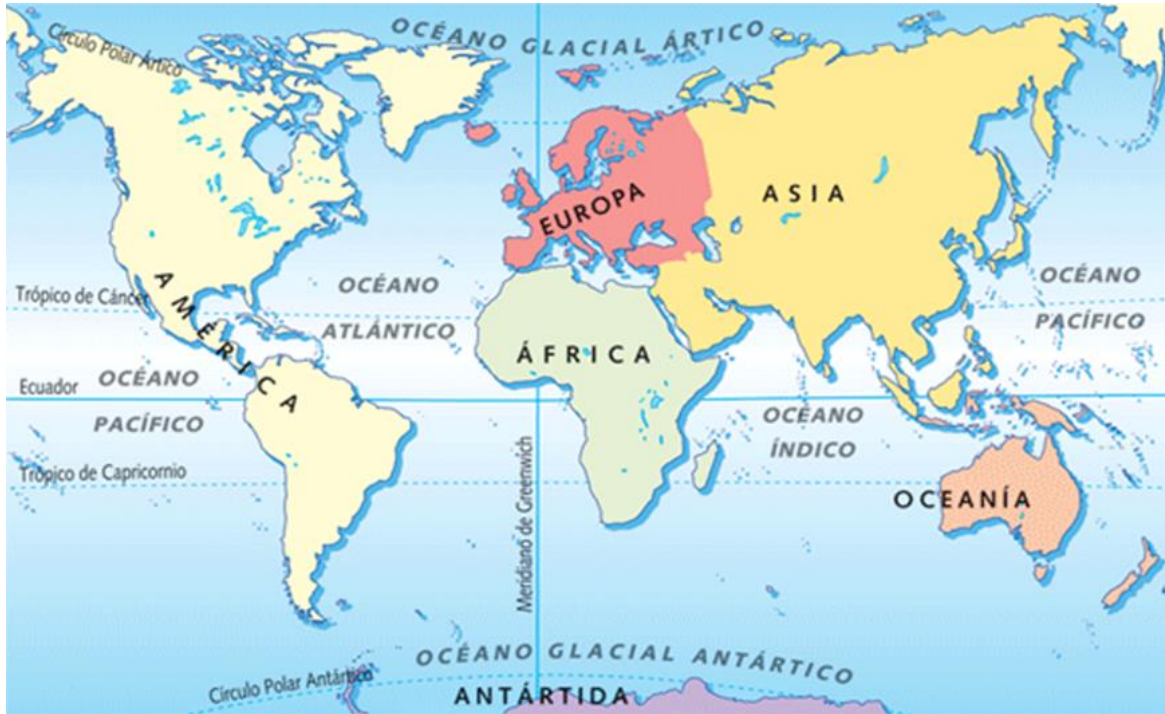 OCÉANO GLACIAL ÁRTICO
Círculo Polar Ártico
EUROPA
ASIA
AMÉRICA
OCÉANO
ATLÁNTICO
OCÉANO
PACÍFICO
Trópico de Cáncer
ÁFRICA
Ecuador
OCÉANO
PACÍFICO
OCÉANO
ÍNDICO
Trópico de Capricornio
Meridiano de Greenwich
OCEANÍA
OCÉANO GLACIAL ANTÁRTICO
Círculo Polar Antártico
ANTÁRTIDA